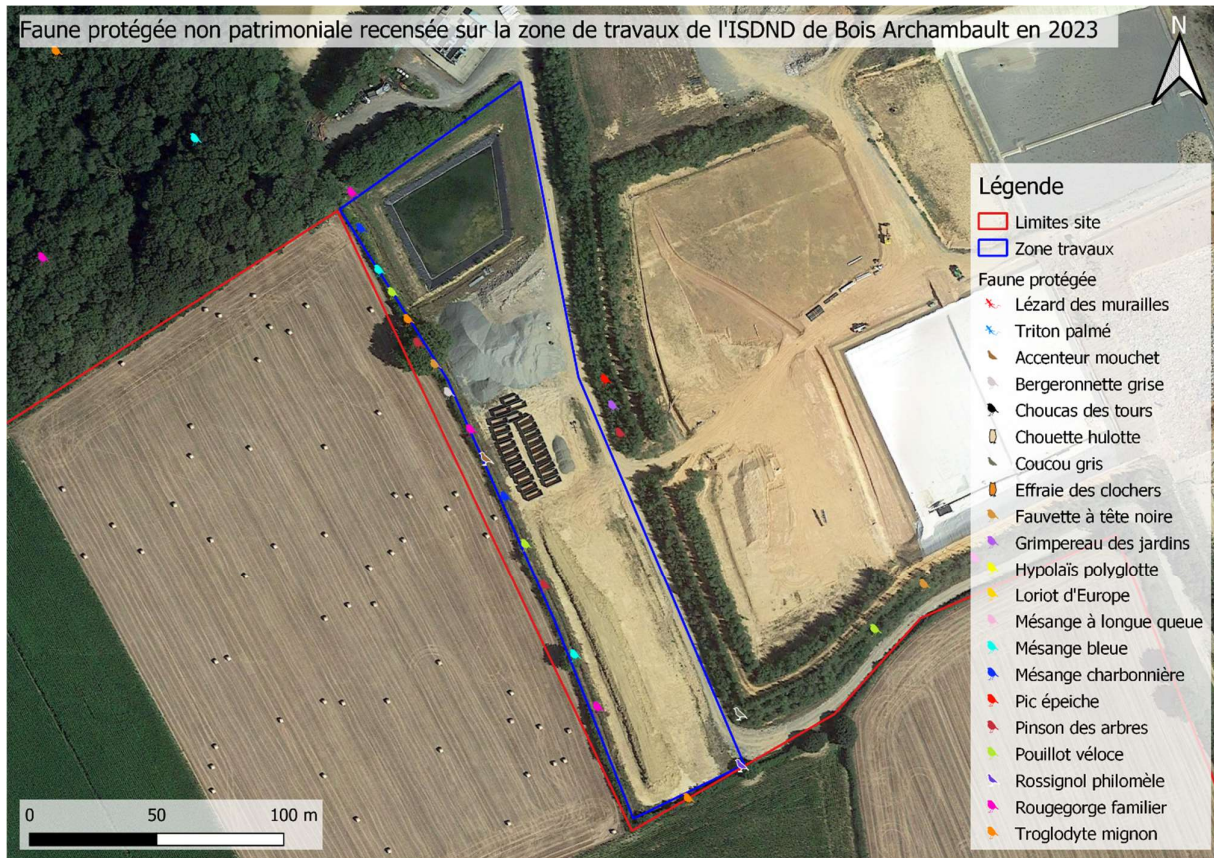 Faune protégée non patrimoniale recensée sur la zone de travaux de l'ISDND de Bois Archambault en 2023
N
Légende
Limites site
Zone travaux
Faune protégée
Lézard des murailles
Triton palmé
Accenteur mouchet
Bergeronnette grise
Choucas des tours
Chouette hulotte
Coucou gris
Effraie des clochers
Fauvette à tête noire
Grimpereau des jardins
Hypolaïs polyglotte
Loriot d'Europe
Mésange à longue queue
Mésange bleue
Mésange charbonnière
Pic épeiche
Pinson des arbres
Pouillot véloce
Rossignol philomèle
Rougegorge familier
Troglodyte mignon
0 50 100 m